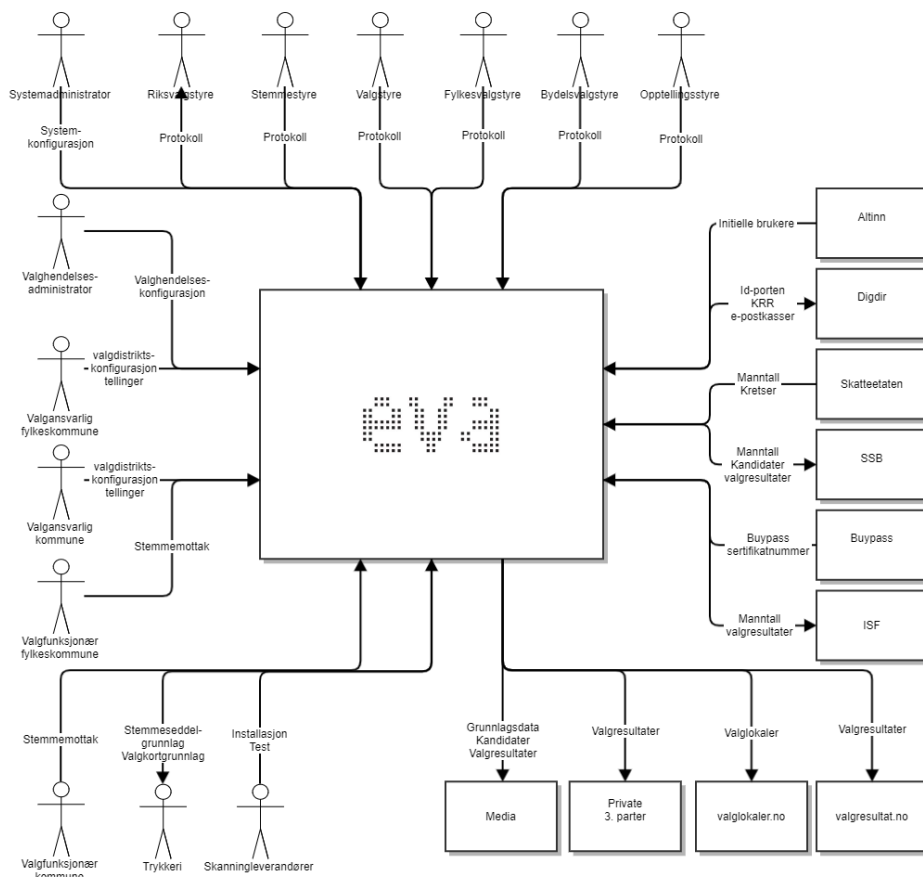 Systemadministrator
Riksvalgstyre
Stemmestyre
Valgstyre
Fylkesvalgstyre
Bydelsvalgstyre
Opptellingsstyre
System-
konfigurasjon
Protokoll
Protokoll
Protokoll
Protokoll
Protokoll
Protokoll
Valghendelses-
administrator
Valghendelses-
konfigurasjon
Initielle brukere
Altinn
Id-porten
KRR
e-postkasser
Digdir
valgdistrikts-
konfigurasjon
tellinger
Valgansvarlig
fylkeskommune
eva
Manntall
Kretser
Skatteetaten
Manntall
Kandidater
valgresultater
SSB
valgdistrikts-
konfigurasjon
tellinger
Valgansvarlig
kommune
Stemmemottak
Valgfunksjonær
fylkeskommune
Buypass
sertifikatnummer
Buypass
Manntall
valgresultater
ISF
Stemmemottak
Stemmeseddel-
grunnlag
Valgkortgrunnlag
Installasjon
Test
Grunnlagsdata
Kandidater
Valgresultater
Valgresultater
Valglokaler
Valgresultater
Valgfunksjonær
kommune
Trykkeri
Skanningleverandører
Media
Private
3. parter
valglokaler.no
valgresultat.no